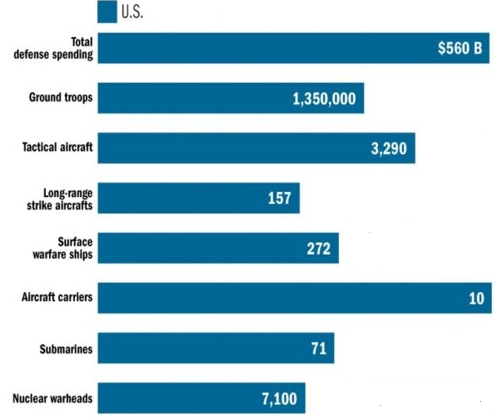 U.S.
Total
defense spending
$560 B
Ground troops
1,350,000
Tactical aircraft
3,290
Long-range
strike aircrafts
157
Surface
warfare ships
272
Aircraft carriers
10
Submarines
71
Nuclear warheads
7,100